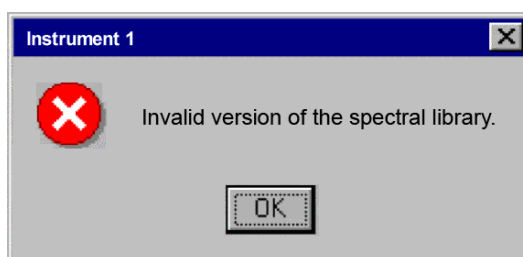 Instrument 1
Invalid version of the spectral library.
OK